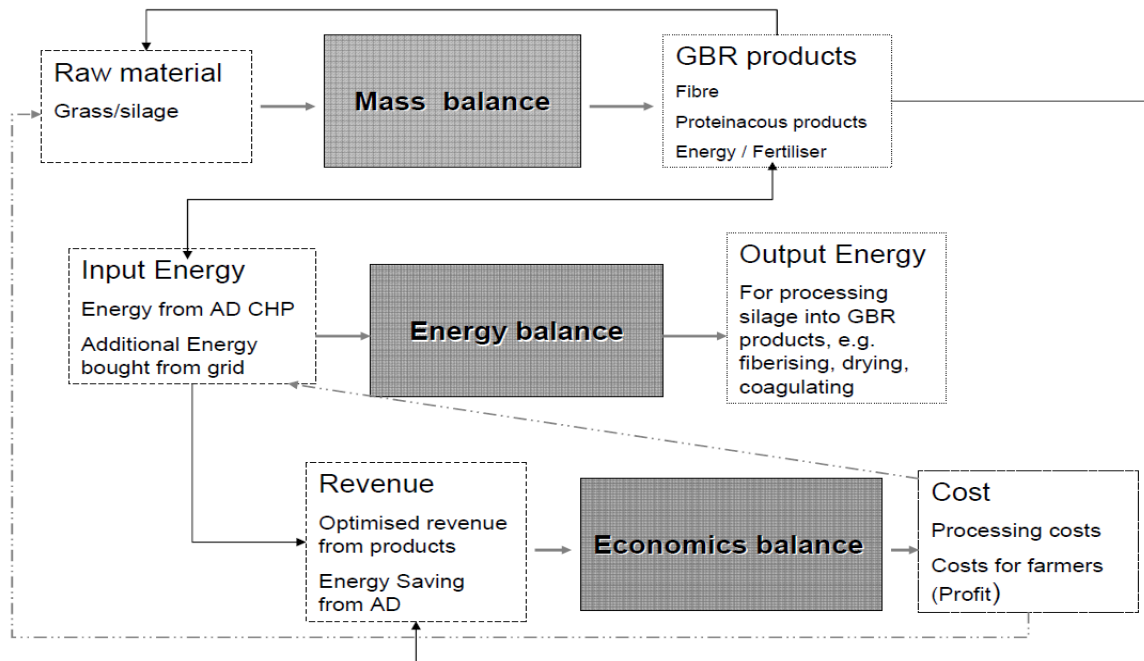 Raw material
Grass/silage
Mass balance
GBR products
Fibre
Proteinacous products
Energy / Fertiliser
Input Energy
Energy from AD CHP
Additional Energy
bought from grid
Energy balance
Output Energy
For processing
silage into GBR
products, e.g.
fiberising, drying,
coagulating
Revenue
Optimised revenue
from products
Energy Saving
from AD
Economics balance
Cost
Processing costs
Costs for farmers
(Profit)